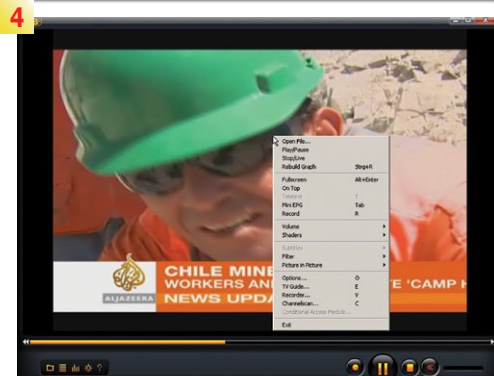 4
Open File...
Play/Pause
Stop/Live
Rebuild Graph Strg+R
Fullscreen Alt+Enter
On Top
Teletext T
Mini EPG Tab
Record R
Volume
Shaders
Subtitles
Filter
Picture in Picture
Options... O
TV Guide... E
Recorder... V
Channelscan... C
Conditional Access Module...
Exit
CHILE MINE
WORKERS AN E 'CAMP H
ALJAZEERA
NEWS UPDA
?